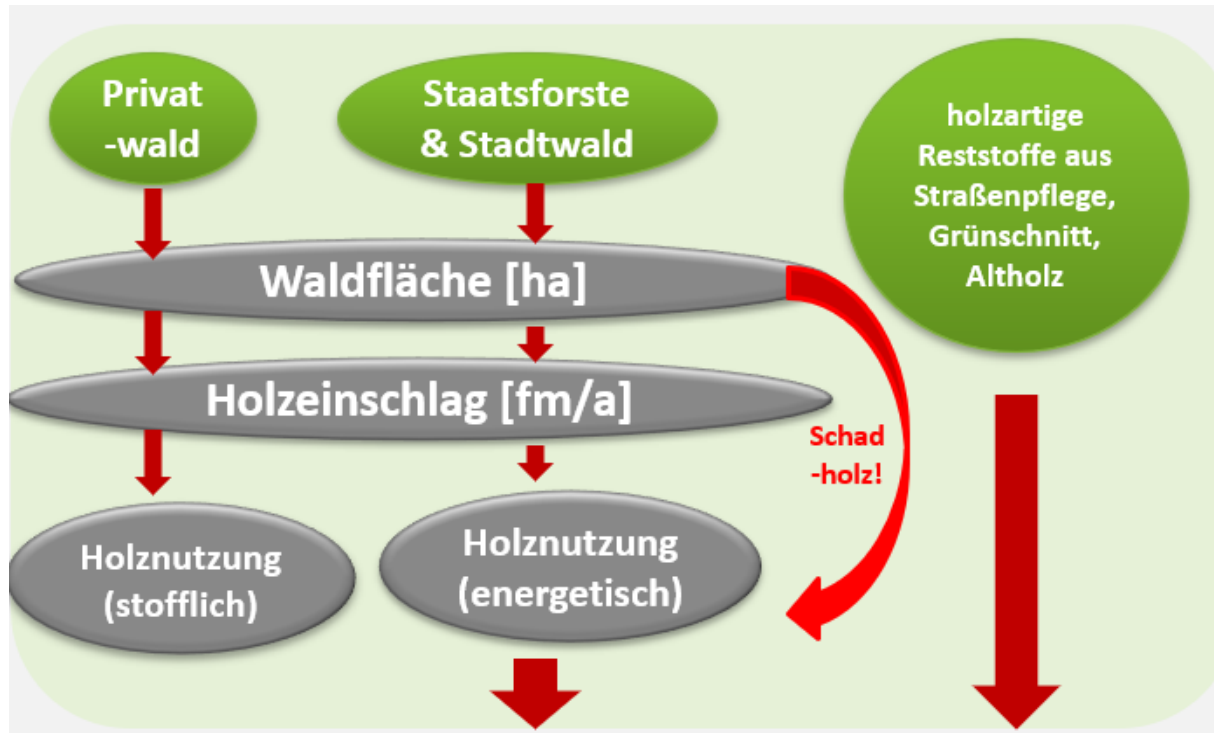 Privat
-wald
Staatsforste
& Stadtwald
holzartige
Reststoffe aus
Straßenpflege,
Grünschnitt,
Altholz
Waldfläche [ha]
Holzeinschlag [fm/a]
Schad
-holz!
Holznutzung
(stofflich)
Holznutzung
(energetisch)